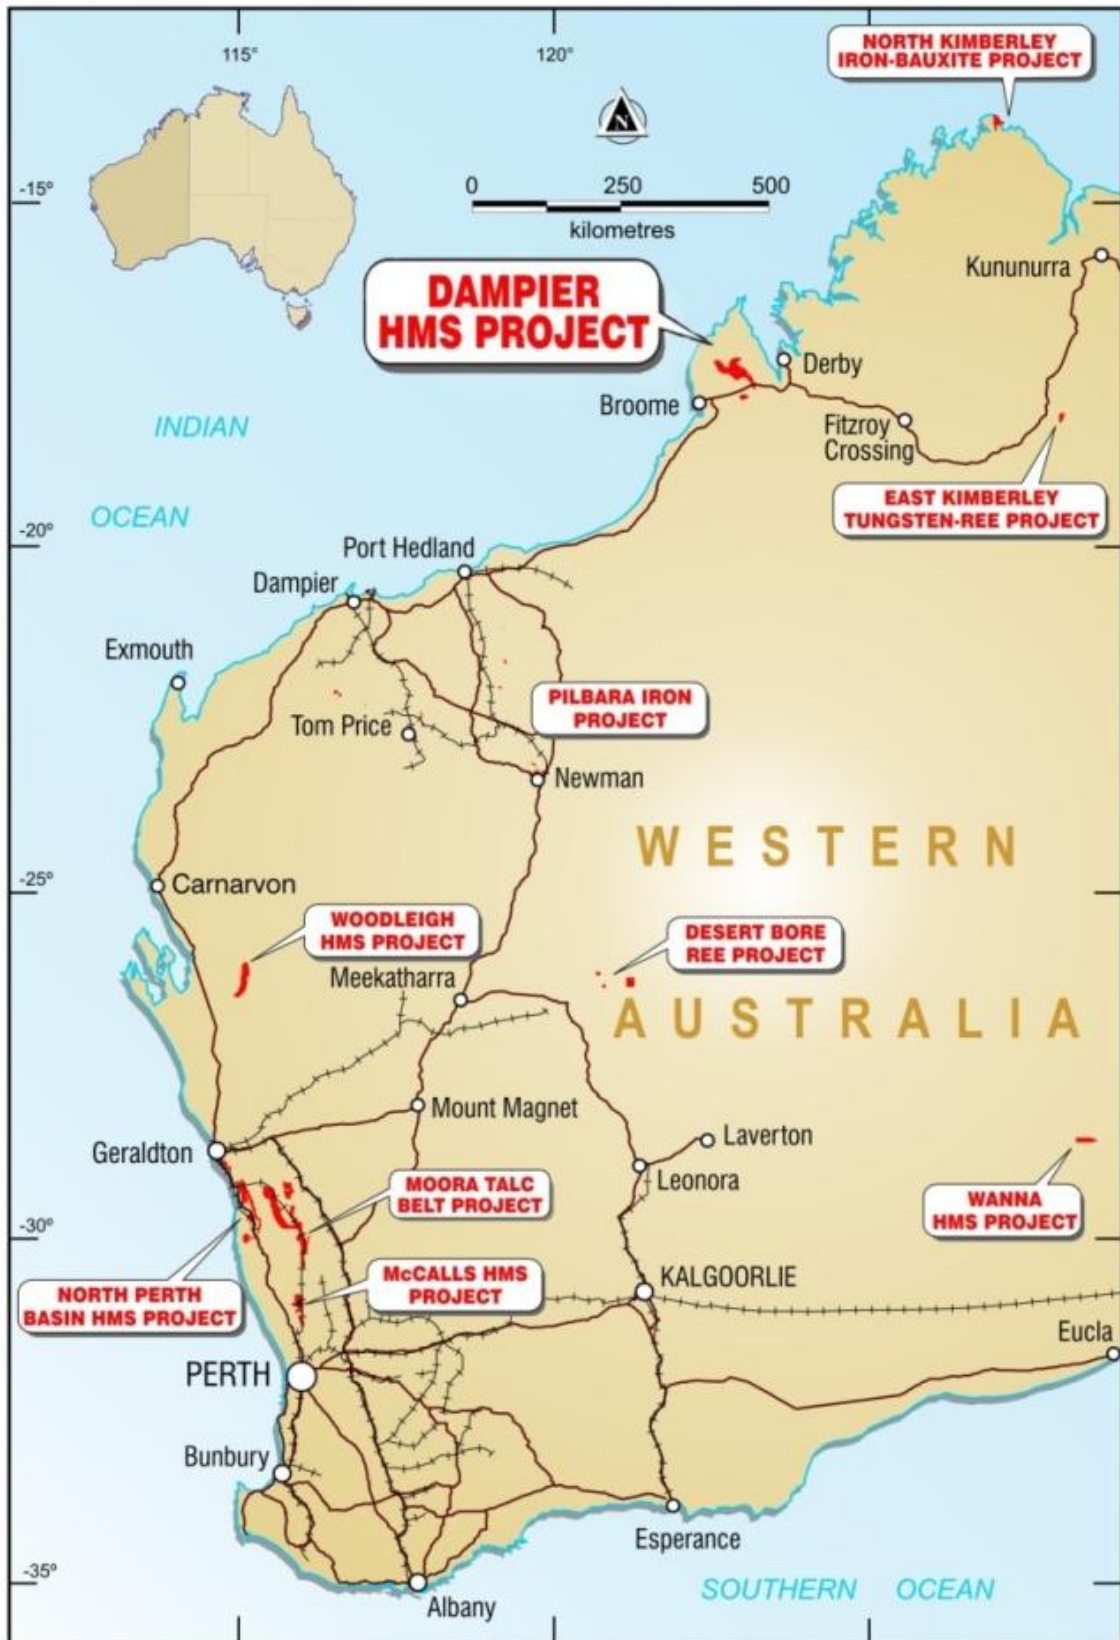 115°
120°
NORTH KIMBERLEY
IRON-BAUXITE PROJECT
N
-15°
0 250 500
kilometres
Kununurra
DAMPIER
HMS PROJECT
Derby
Broome
Fitzroy
Crossing
INDIAN
OCEAN
EAST KIMBERLEY
TUNGSTEN-REE PROJECT
-20°
Port Hedland
Dampier
Exmouth
PILBARA IRON
PROJECT
Tom Price
Newman
WESTERN
-25°
Carnarvon
WOODLEIGH
HMS PROJECT
DESERT BORE
REE PROJECT
Meekatharra
AUSTRALIA
Mount Magnet
Geraldton
Laverton
Leonora
MOORA TALC
BELT PROJECT
WANNA
HMS PROJECT
-30°
NORTH PERTH
BASIN HMS PROJECT
McCALLS HMS
PROJECT
KALGOORLIE
Eucla
PERTH
Bunbury
Esperance
-35°
SOUTHERN OCEAN
Albany